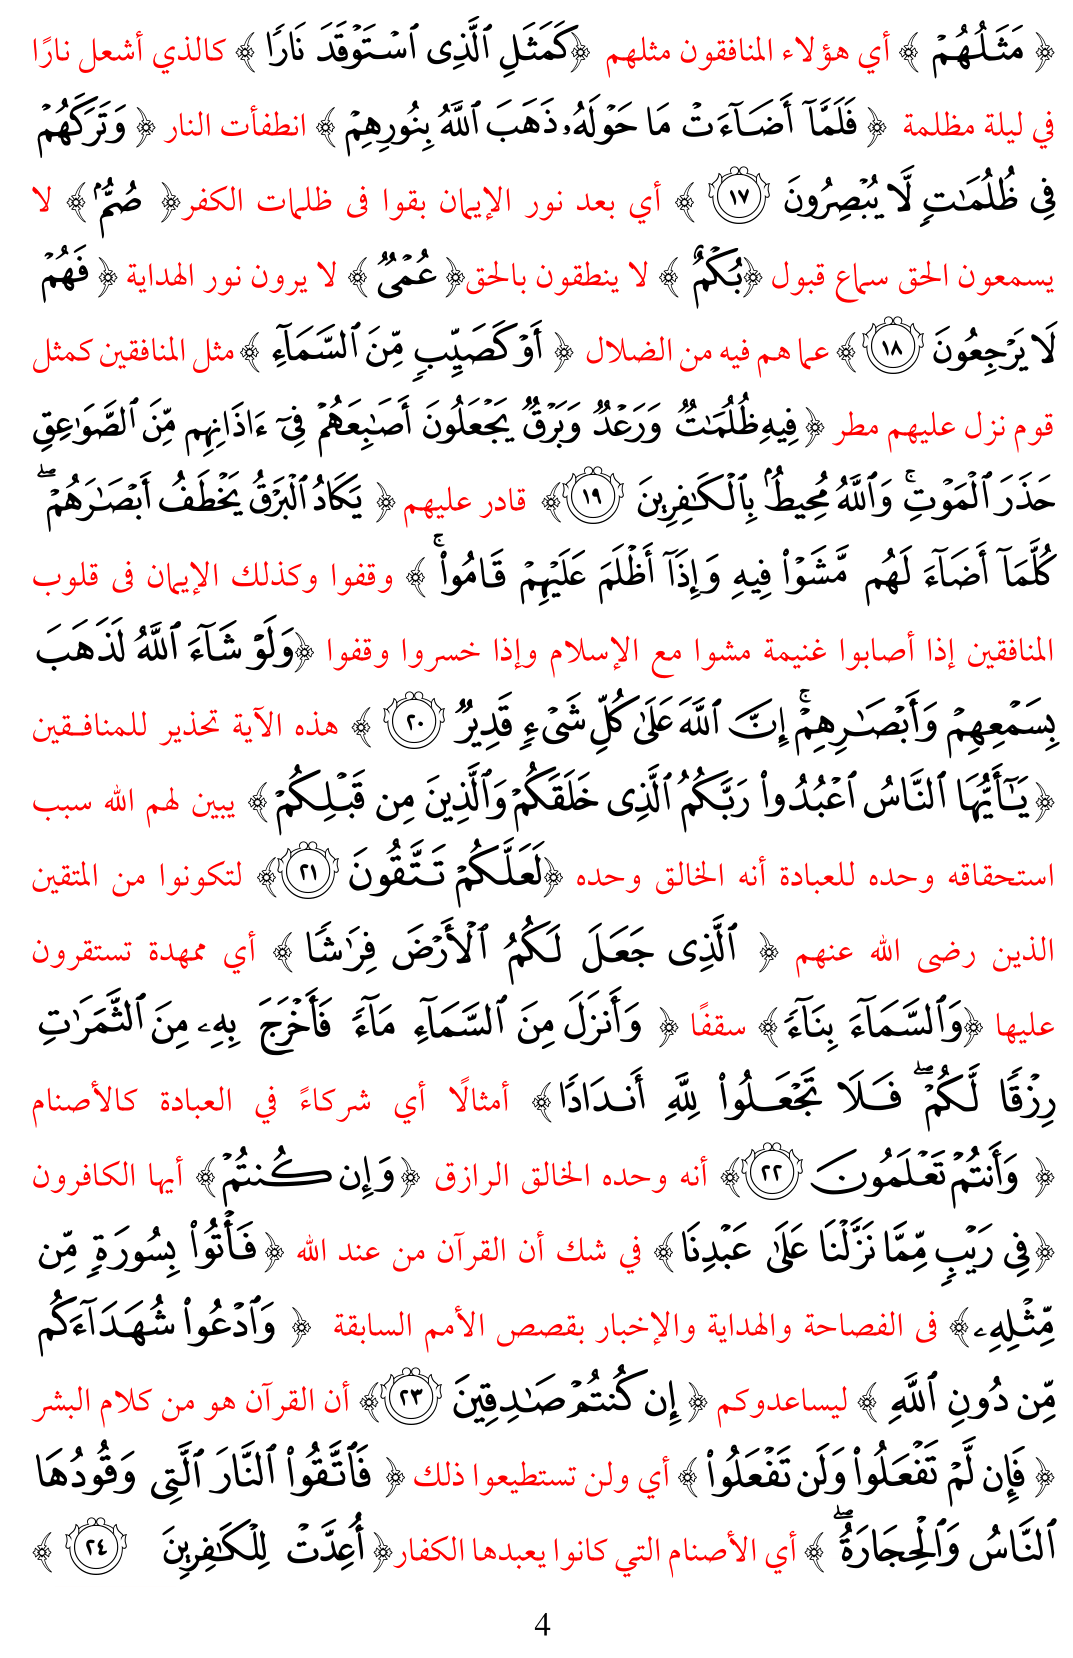 ﴿ مَثَلُهُمْ ﴾ أي هؤلاء المنافقون مثلهم ﴿كَمَثَلِ ٱلَّذِى ٱسْتَوْقَدَ نَارًا ﴾ كالذي أشعل نارًا
في ليلة مظلمة ﴿ فَلَمَّآ أَضَآءَتْ مَا حَوْلَهُۥ ذَهَبَ ٱللَّهُ بِنُورِهِمْ ﴾ انطفأت النار ﴿ وَتَرَكَهُمْ
فِى ظُلُمَـٰتٍ لَّا يُبْصِرُونَ ١٧ ﴾ أي بعد نور الإيمان بقوا فى ظلمات الكفر﴿ صُمٌّۢ ﴾ لا
يسمعون الحق سماع قبول ﴿بُكْمٌ ﴾ لا ينطقون بالحق﴿ عُمْىٌ ﴾ لا يرون نور الهداية ﴿ فَهُمْ
لَا يَرْجِعُونَ ١٨ ﴾ عما هم فيه من الضلال ﴿ أَوْ كَصَيِّبٍ مِّنَ ٱلسَّمَآءِ ﴾ مثل المنافقين كمثل
قوم نزل عليهم مطر ﴿ فِيهِ ظُلُمَـٰتٌ وَرَعْدٌ وَبَرْقٌ يَجْعَلُونَ أَصَـٰبِعَهُمْ فِىٓ ءَاذَانِهِم مِّنَ ٱلصَّوَٰعِقِ
حَذَرَ ٱلْمَوْتِ ۚ وَٱللَّهُ مُحِيطٌۢ بِٱلْكَـٰفِرِينَ ١٩ ﴾ قادر عليهم ﴿ يَكَادُ ٱلْبَرْقُ يَخْطَفُ أَبْصَـٰرَهُمْ ۖ
كُلَّمَآ أَضَآءَ لَهُم مَّشَوْا۟ فِيهِ وَإِذَآ أَظْلَمَ عَلَيْهِمْ قَامُوا۟ ۚ ﴾ وقفوا وكذلك الإيمان فى قلوب
المنافقين إذا أصابوا غنيمة مشوا مع الإسلام وإذا خسروا وقفوا ﴿وَلَوْ شَآءَ ٱللَّهُ لَذَهَبَ
بِسَمْعِهِمْ وَأَبْصَـٰرِهِمْ ۚ إِنَّ ٱللَّهَ عَلَىٰ كُلِّ شَىْءٍ قَدِيرٌ ٢٠ ﴾ هذه الآية تحذير للمنافـقين
﴿ يَـٰٓأَيُّهَا ٱلنَّاسُ ٱعْبُدُوا۟ رَبَّكُمُ ٱلَّذِى خَلَقَكُمْ وَٱلَّذِينَ مِن قَبْلِكُمْ ﴾ يبين لهم الله سبب
استحقاقه وحده للعبادة أنه الخالق وحده ﴿لَعَلَّكُمْ تَتَّقُونَ ٢١ ﴾ لتكونوا من المتقين
الذين رضى الله عنهم ﴿ ٱلَّذِى جَعَلَ لَكُمُ ٱلْأَرْضَ فِرَٰشًا ﴾ أي ممهدة تستقرون
عليها ﴿وَٱلسَّمَآءَ بِنَآءً ﴾ سقفًا ﴿ وَأَنزَلَ مِنَ ٱلسَّمَآءِ مَآءً فَأَخْرَجَ بِهِۦ مِنَ ٱلثَّمَرَٰتِ
رِزْقًا لَّكُمْ ۖ فَلَا تَجْعَلُوا۟ لِلَّهِ أَندَادًا ﴾ أمثالًا أي شركاءً في العبادة كالأصنام
﴿ وَأَنتُمْ تَعْلَمُونَ ٢٢ ﴾ أنه وحده الخالق الرازق ﴿وَإِن كُنتُمْ﴾ أيها الكافرون
﴿فِى رَيْبٍ مِّمَّا نَزَّلْنَا عَلَىٰ عَبْدِنَا ﴾ في شك أن القرآن من عند الله ﴿ فَأْتُوا۟ بِسُورَةٍ مِّن
مِّثْلِهِۦ ﴾ فى الفصاحة والهداية والإخبار بقصص الأمم السابقة ﴿ وَٱدْعُوا۟ شُهَدَآءَكُم
مِّن دُونِ ٱللَّهِ ﴾ ليساعدوكم ﴿ إِن كُنتُمْ صَـٰدِقِينَ ٢٣ ﴾ أن القرآن هو من كلام البشر
﴿ فَإِن لَّمْ تَفْعَلُوا۟ وَلَن تَفْعَلُوا۟ ﴾ أي ولن تستطيعوا ذلك ﴿ فَٱتَّقُوا۟ ٱلنَّارَ ٱلَّتِى وَقُودُهَا
ٱلنَّاسُ وَٱلْحِجَارَةُ ۖ ﴾ أي الأصنام التي كانوا يعبدها الكفار﴿ أُعِدَّتْ لِلْكَـٰفِرِينَ ٢٤ ﴾
4